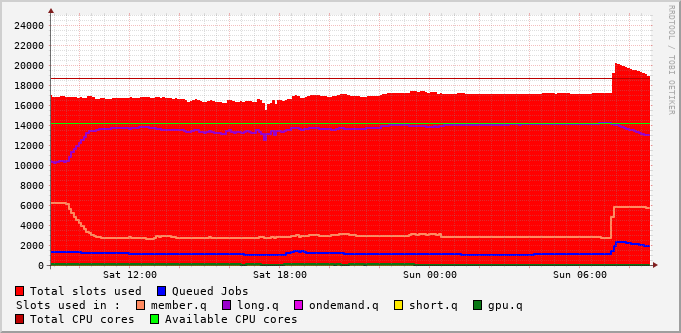 24000
22000
20000
18000
16000
14000
12000
10000
8000
6000
4000
2000
0
Sat 12:00 Sat 18:00 Sun 00:00 Sun 06:00
RRDTOOL / TOBI OETIKER
Total slots used Queued Jobs
Slots used in : member.q long.q ondemand.q short.q gpu.q
Total CPU cores Available CPU cores